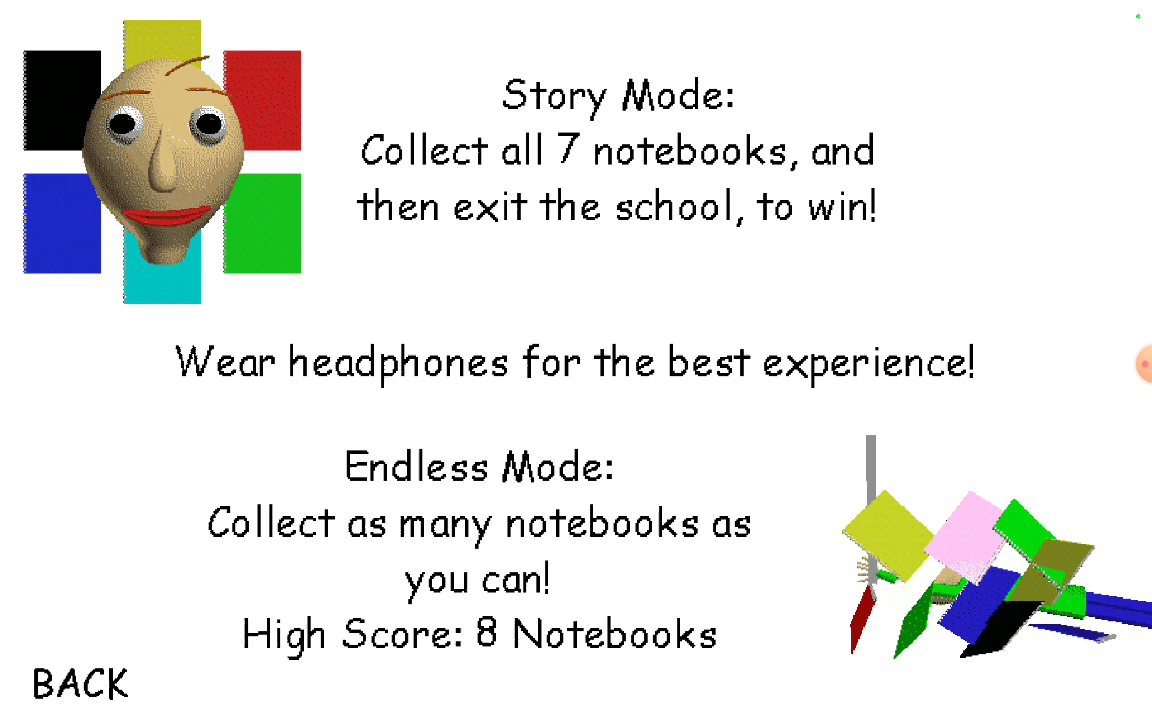 Story Mode:
Collect all 7 notebooks, and
then exit the school, to win!
Wear headphones for the best experience!
Endless Mode:
Collect as many notebooks as
you can!
High Score: 8 Notebooks
BACK